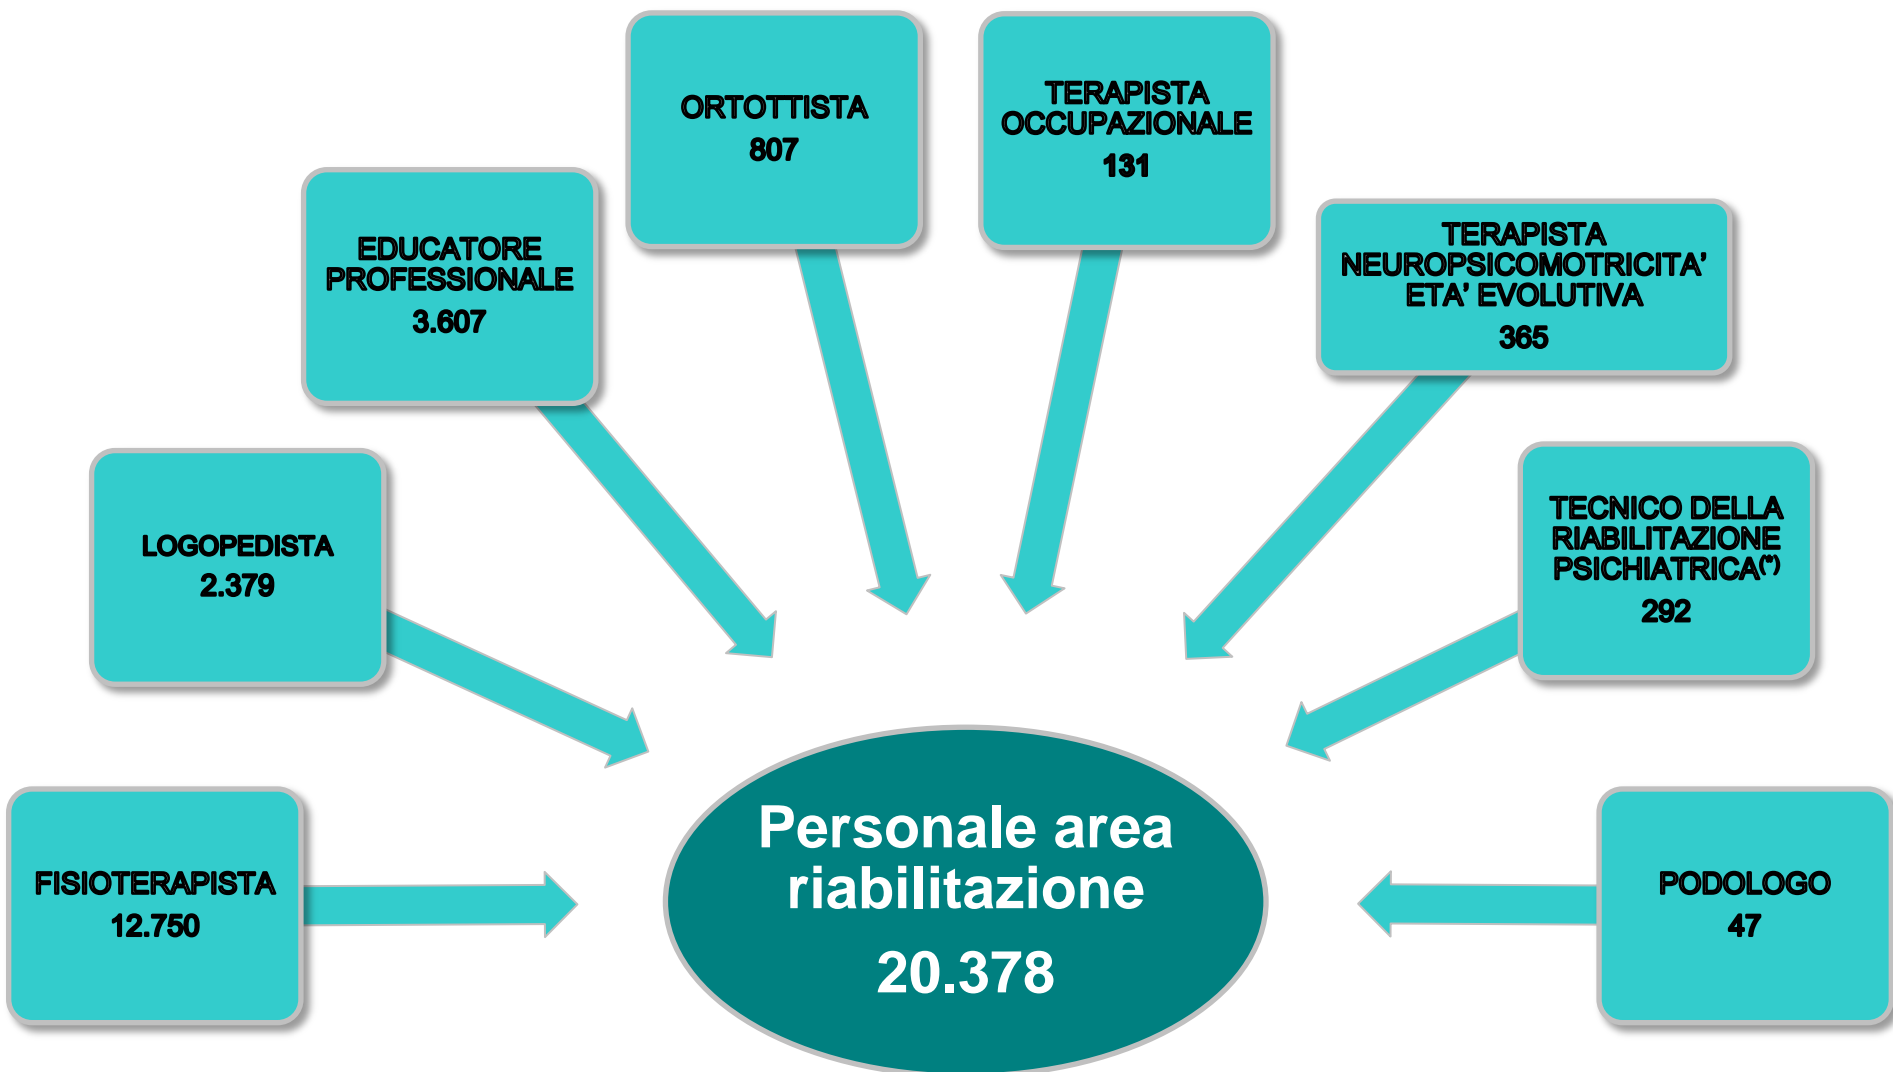 ORTOTTISTA
807
TERAPISTA
OCCUPAZIONALE
131
EDUCATORE
PROFESSIONALE
3.607
TERAPISTA
NEUROPSICOMOTRICITA’
ETA’ EVOLUTIVA
365
LOGOPEDISTA
2.379
TECNICO DELLA
RIABILITAZIONE
PSICHIATRICA(*)
292
FISIOTERAPISTA
12.750
Personale area
riabilitazione
20.378
PODOLOGO
47